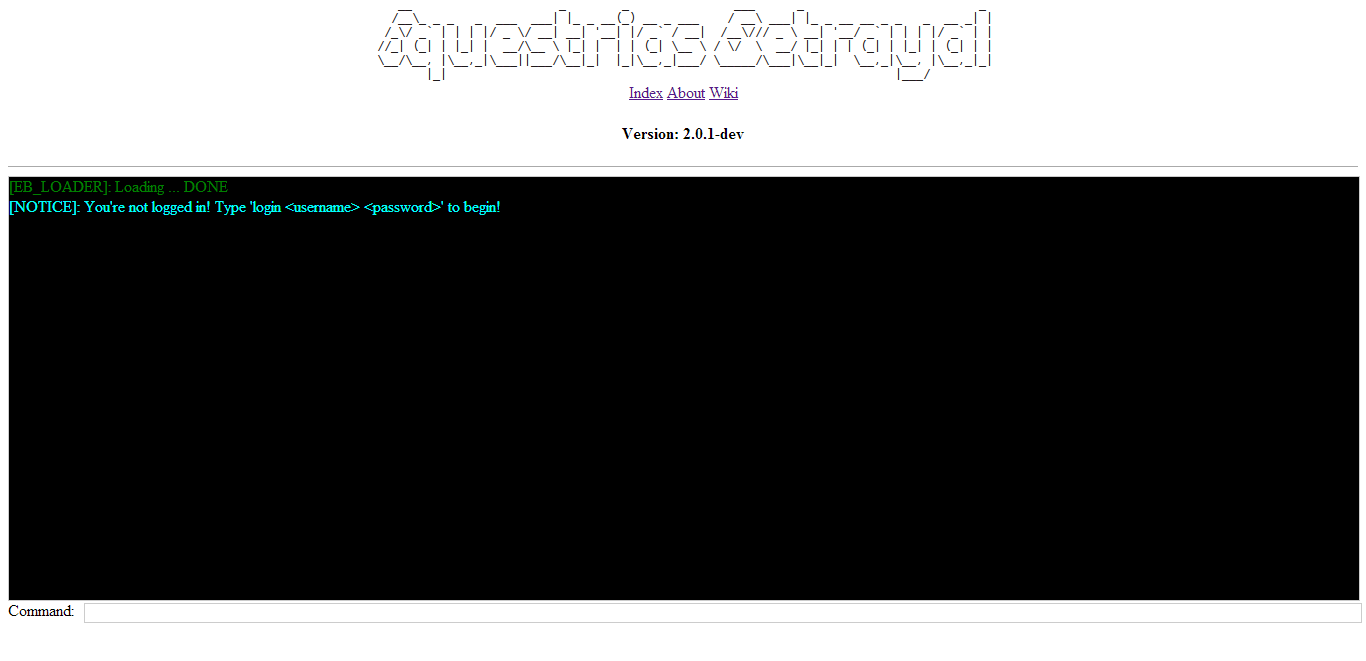 Equestrias Betrayal
Index About Wiki
Version: 2.0.1-dev
[EB_LOADER]: Loading ... DONE
[NOTICE]: You're not logged in! Type 'login <username> <password>' to begin!
Command: